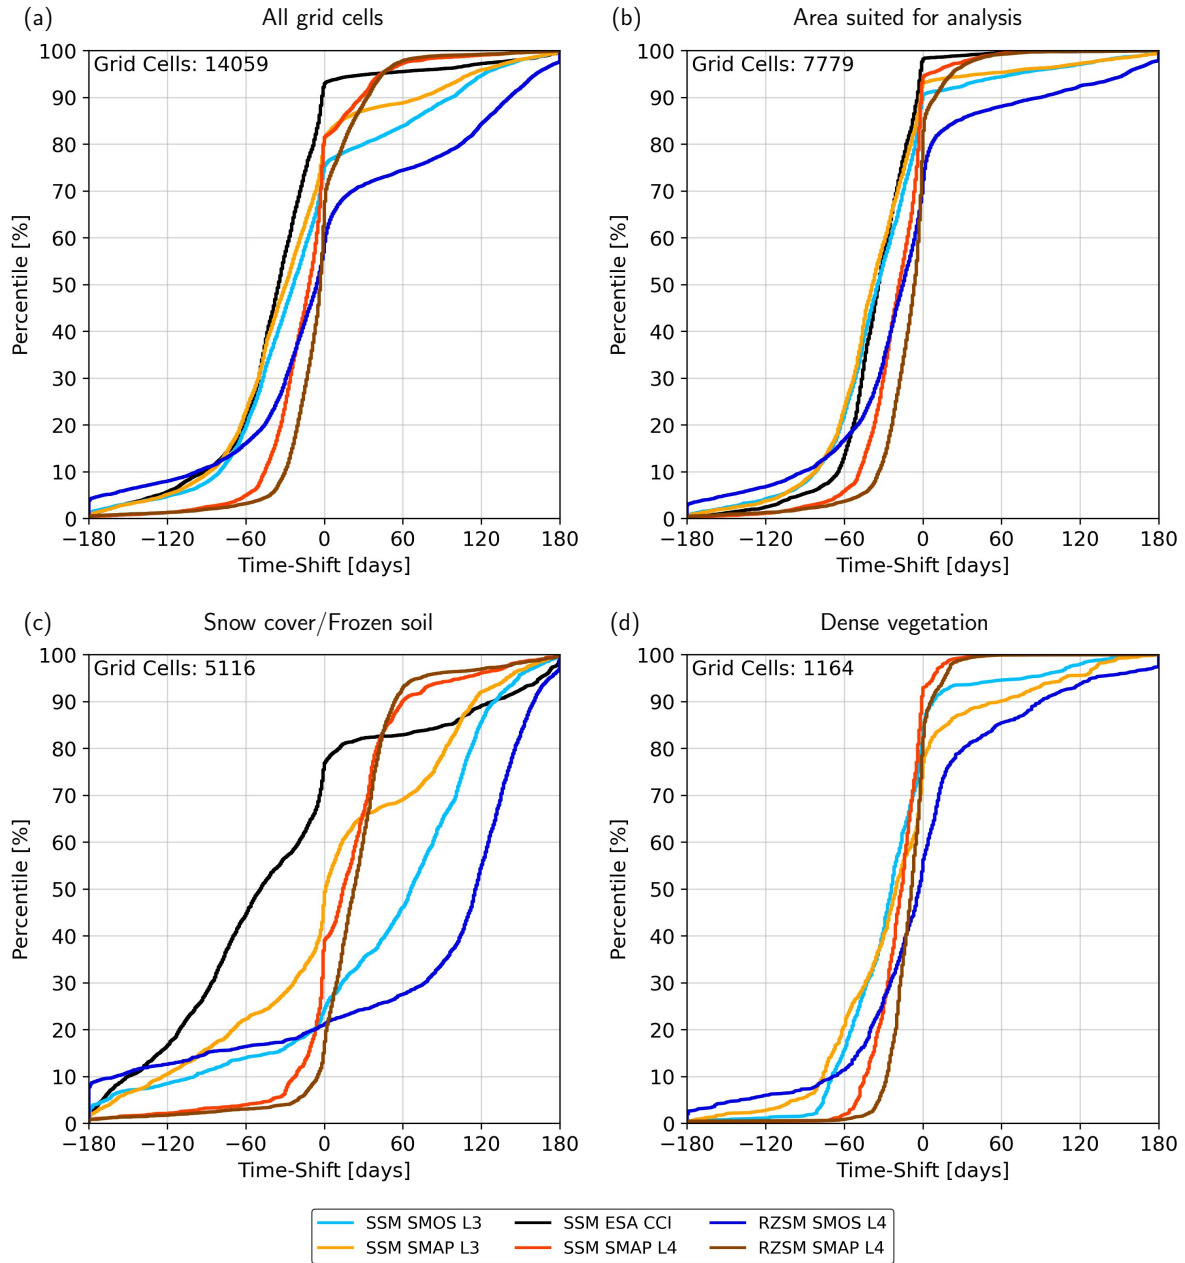 (a) All grid cells
Grid Cells: 14059
100
90
80
70
60
50
40
30
20
10
0
Percentile [%]
−180 −120 −60 0 60 120 180
Time-Shift [days]
(b) Area suited for analysis
Grid Cells: 7779
100
90
80
70
60
50
40
30
20
10
0
Percentile [%]
−180 −120 −60 0 60 120 180
Time-Shift [days]
(c) Snow cover/Frozen soil
Grid Cells: 5116
100
90
80
70
60
50
40
30
20
10
0
Percentile [%]
−180 −120 −60 0 60 120 180
Time-Shift [days]
(d) Dense vegetation
Grid Cells: 1164
100
90
80
70
60
50
40
30
20
10
0
Percentile [%]
−180 −120 −60 0 60 120 180
Time-Shift [days]
SSM SMOS L3 SSM ESA CCI RZSM SMOS L4
SSM SMAP L3 SSM SMAP L4 RZSM SMAP L4